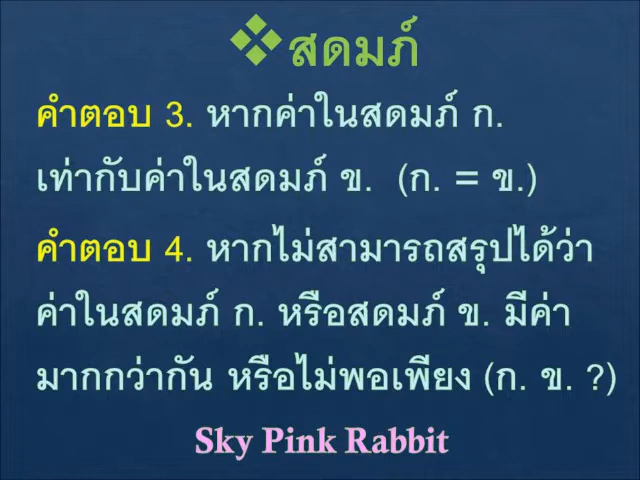 ❖สดมภ์
คำตอบ 3. หากค่าในสดมภ์ ก.
เท่ากับค่าในสดมภ์ ข. (ก. = ข.)
คำตอบ 4. หากไม่สามารถสรุปได้ว่า
ค่าในสดมภ์ ก. หรือสดมภ์ ข. มีค่า
มากกว่ากัน หรือไม่พอเพียง (ก. ข. ?)
Sky Pink Rabbit